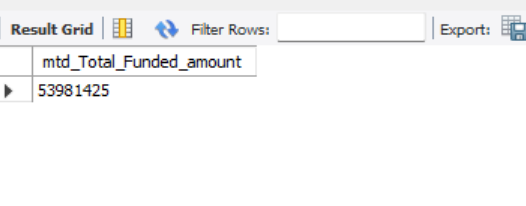 Result Grid Filter Rows: Export:
mtd_Total_Funded_amount
53981425